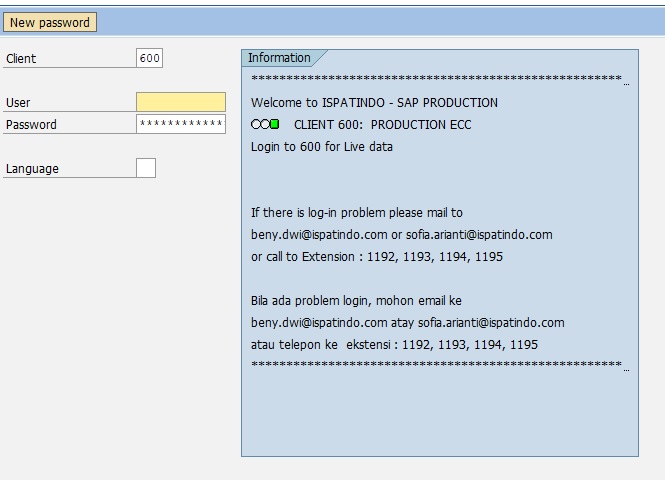 New password
Client 600
Information
*****************************************************...
User
Welcome to ISPATINDO - SAP PRODUCTION
Password ************
CLIENT 600: PRODUCTION ECC
Login to 600 for Live data
Language
If there is log-in problem please mail to
beny.dwi@ispatindo.com or sofia.arianti@ispatindo.com
or call to Extension : 1192, 1193, 1194, 1195
Bila ada problem login, mohon email ke
beny.dwi@ispatindo.com atay sofia.arianti@ispatindo.com
atau telepon ke ekstensi : 1192, 1193, 1194, 1195
*****************************************************...